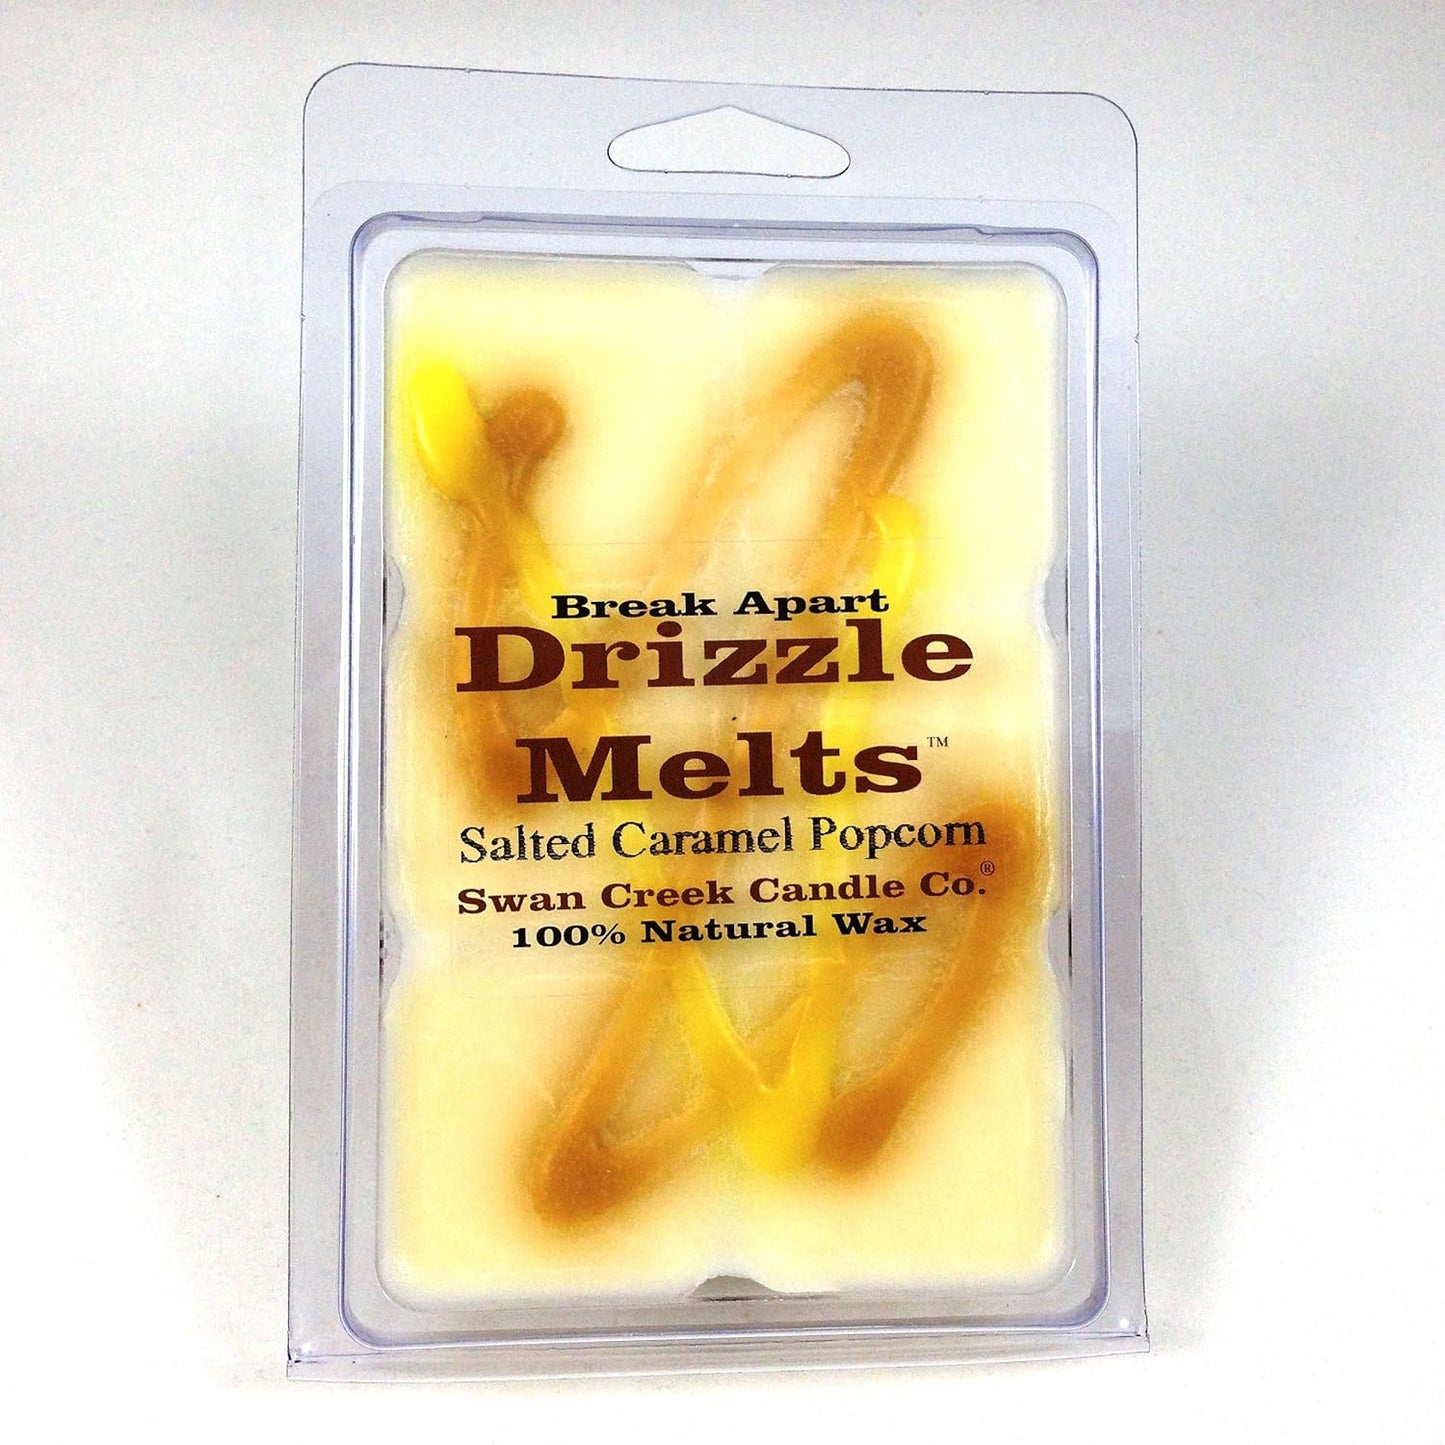 Break Apart
Drizzle
Melts™
Salted Caramel Popcorn
Swan Creek Candle Co.®
100% Natural Wax